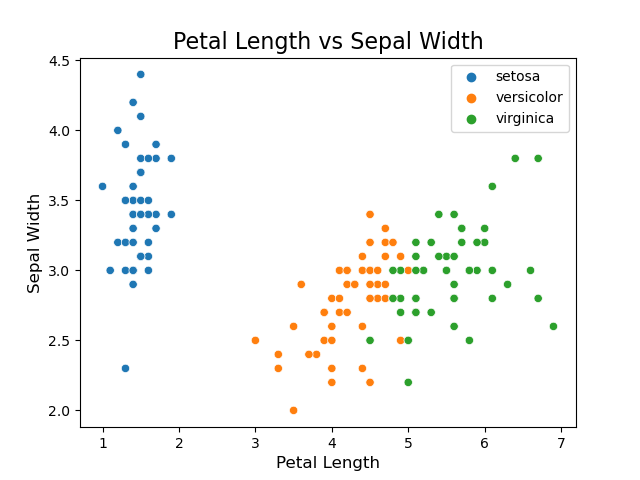 Petal Length vs Sepal Width
setosa
versicolor
virginica
4.5
4.0
3.5
3.0
2.5
2.0
Sepal Width
1 2 3 4 5 6 7
Petal Length